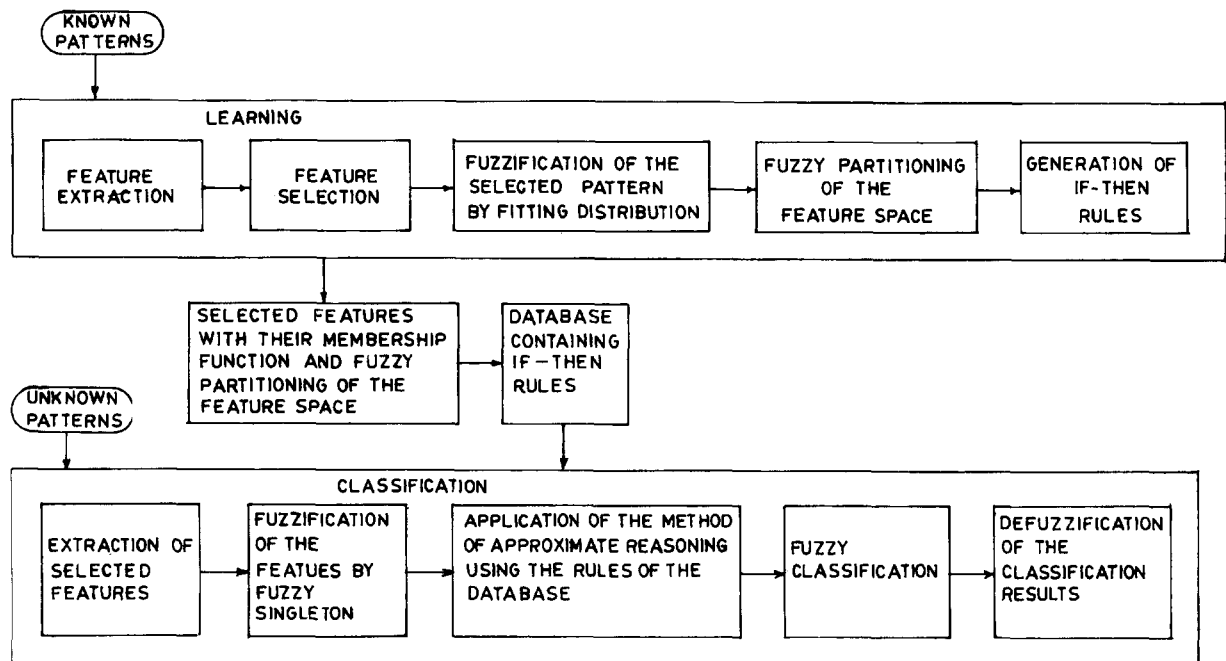 KNOWN
PATTERNS
LEARNING
FEATURE
EXTRACTION
FEATURE
SELECTION
FUZZIFICATION OF THE
SELECTED PATTERN
BY FITTING DISTRIBUTION
FUZZY PARTITIONING
OF THE
FEATURE SPACE
GENERATION OF
IF-THEN
RULES
SELECTED FEATURES
WITH THEIR MEMBERSHIP
FUNCTION AND FUZZY
PARTITIONING OF THE
FEATURE SPACE
DATABASE
CONTAINING
IF-THEN
RULES
UNKNOWN
PATTERNS
CLASSIFICATION
EXTRACTION OF
SELECTED
FEATURES
FUZZIFICATION
OF THE
FEATUES BY
FUZZY
SINGLETON
APPLICATION OF THE METHOD
OF APPROXIMATE REASONING
USING THE RULES OF THE
DATABASE
FUZZY
CLASSIFICATION
DEFUZZIFICATION
OF THE
CLASSIFICATION
RESULTS